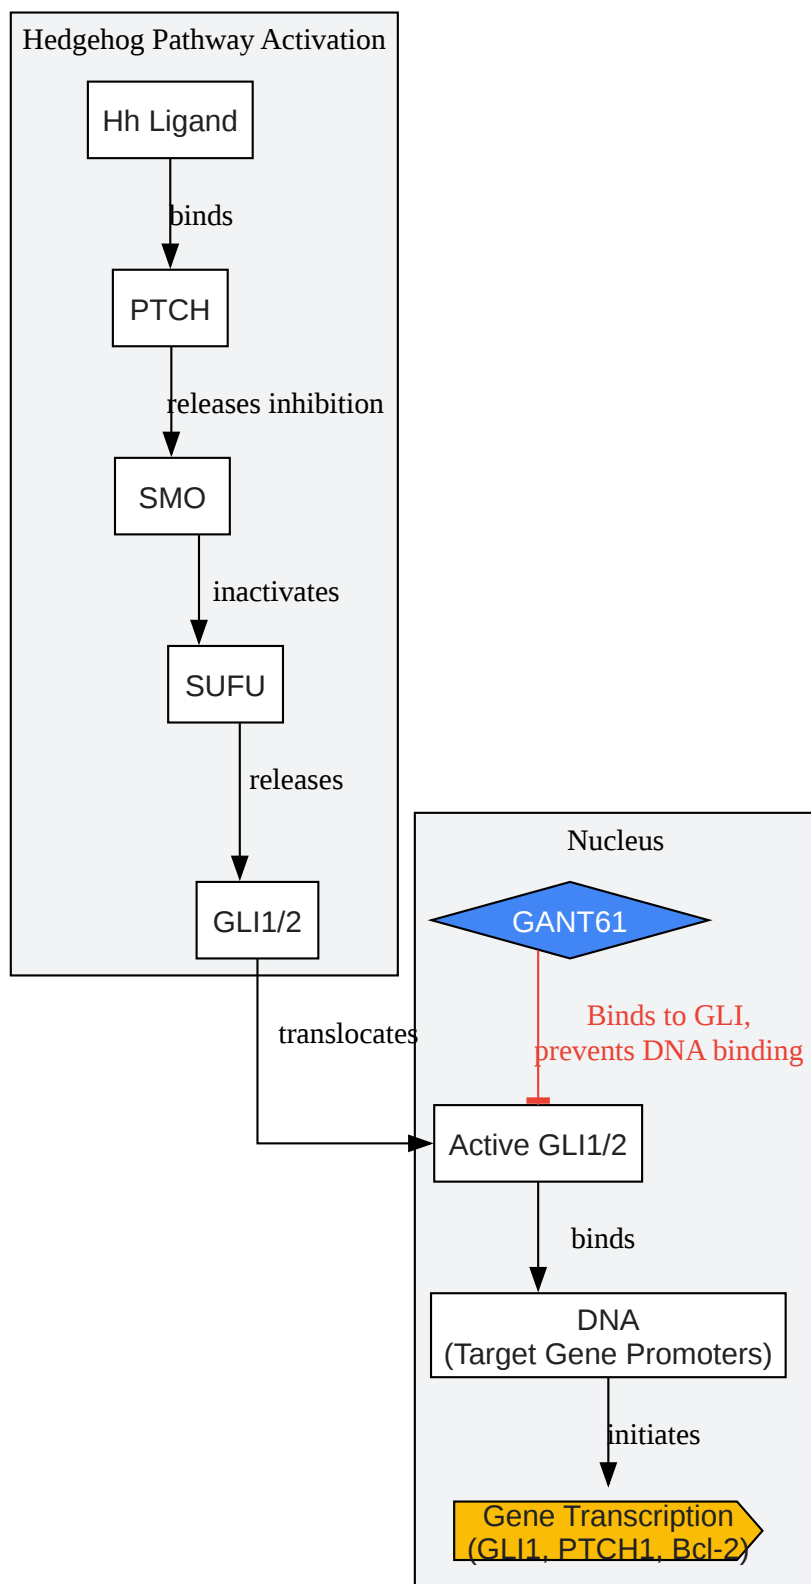 Hedgehog Pathway Activation
Hh Ligand
binds
PTCH
releases inhibition
SMO
inactivates
SUFU
releases
GLI1/2
translocates
Nucleus
GANT61
Binds to GLI,
prevents DNA binding
Active GLI1/2
binds
DNA
(Target Gene Promoters)
initiates
Gene Transcription
(GLI1, PTCH1, Bcl-2)